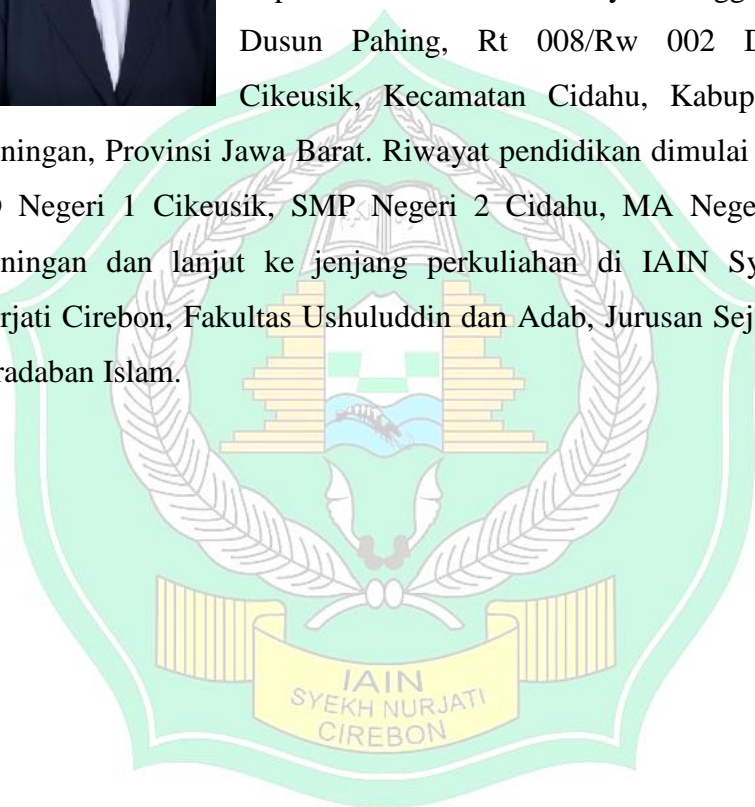 Dusun Pahing, Rt 008/Rw 002 D
Cikeusik, Kecamatan Cidahu, Kabup
ningan, Provinsi Jawa Barat. Riwayat pendidikan dimulai
Negeri 1 Cikeusik, SMP Negeri 2 Cidahu, MA Nege
ningan dan lanjut ke jenjang perkuliahan di IAIN Sy
rjati Cirebon, Fakultas Ushuluddin dan Adab, Jurusan Sej
radaban Islam.
IAIN
SYEKH NURJATI
CIREBON